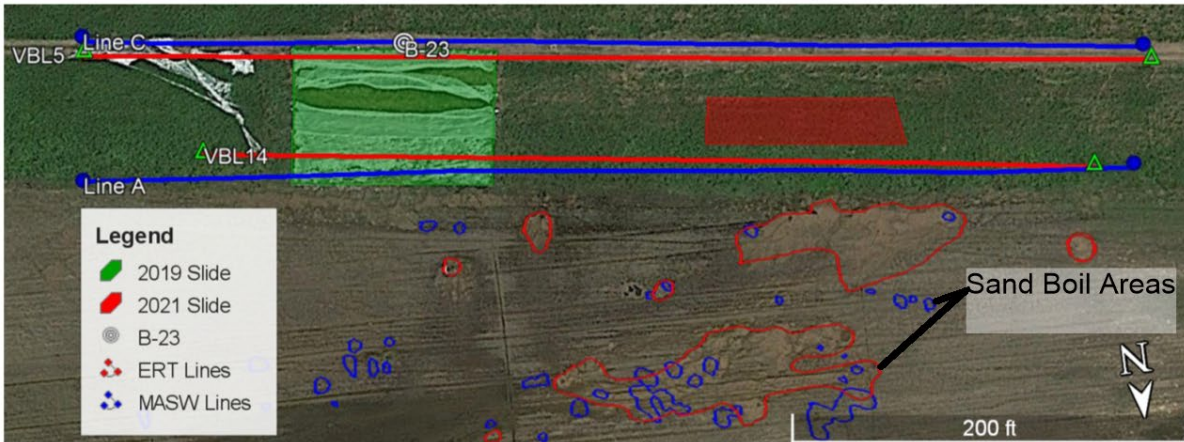 Line C
B-23
VBL5
VBL14
Line A
Legend
2019 Slide
2021 Slide
B-23
ERT Lines
MASW Lines
Sand Boil Areas
N
200 ft